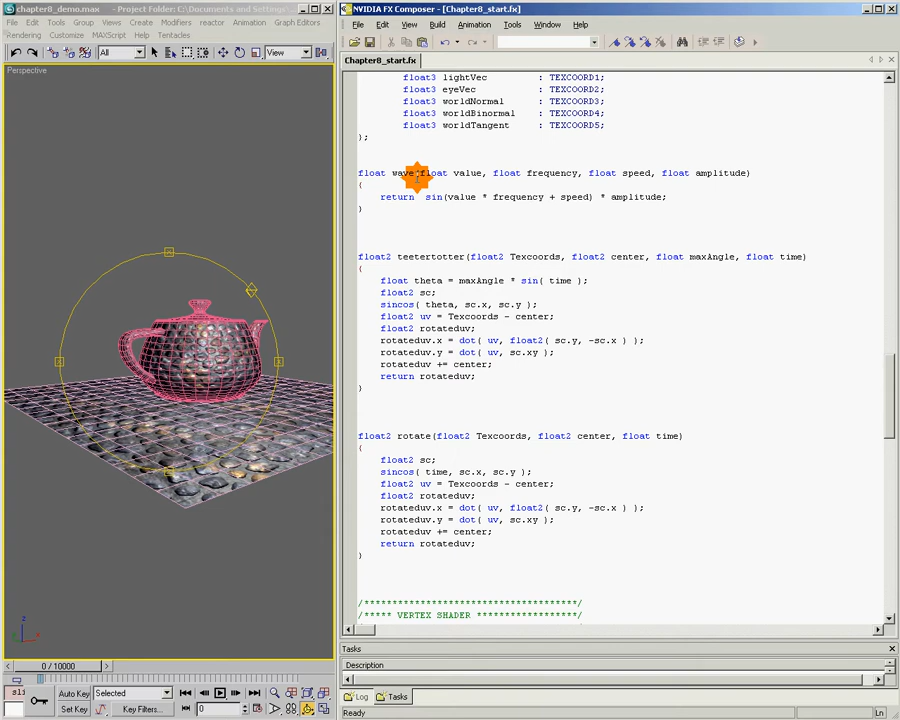 chapter8_demo.max - Project Folder: C:\Documents and Settings\
File Edit Tools Group Views Create Modifiers reactor Animation Graph Editors
Rendering Customize MAXScript Help Tentacles
All View
Perspective
z
x
0 / 10000
Auto Key Selected
Set Key Key Filters... 0
NVIDIA FX Composer - [Chapter8_start.fx]
File Edit View Build Animation Tools Window Help
Chapter8_start.fx
float3 lightVec : TEXCOORD1;
float3 eyeVec : TEXCOORD2;
float3 worldNormal : TEXCOORD3;
float3 worldBinormal : TEXCOORD4;
float3 worldTangent : TEXCOORD5;
};
float wave(float value, float frequency, float speed, float amplitude)
{
return sin(value * frequency + speed) * amplitude;
}
float2 teetertotter(float2 Texcoords, float2 center, float maxAngle, float time)
{
float theta = maxAngle * sin( time );
float2 sc;
sincos( theta, sc.x, sc.y );
float2 uv = Texcoords - center;
float2 rotateduv;
rotateduv.x = dot( uv, float2( sc.y, -sc.x ) );
rotateduv.y = dot( uv, sc.xy );
rotateduv += center;
return rotateduv;
}
float2 rotate(float2 Texcoords, float2 center, float time)
{
float2 sc;
sincos( time, sc.x, sc.y );
float2 uv = Texcoords - center;
float2 rotateduv;
rotateduv.x = dot( uv, float2( sc.y, -sc.x ) );
rotateduv.y = dot( uv, sc.xy );
rotateduv += center;
return rotateduv;
}
/**************************************/
/***** VERTEX SHADER ******************/
Tasks
Description
Log Tasks
Ready Ln